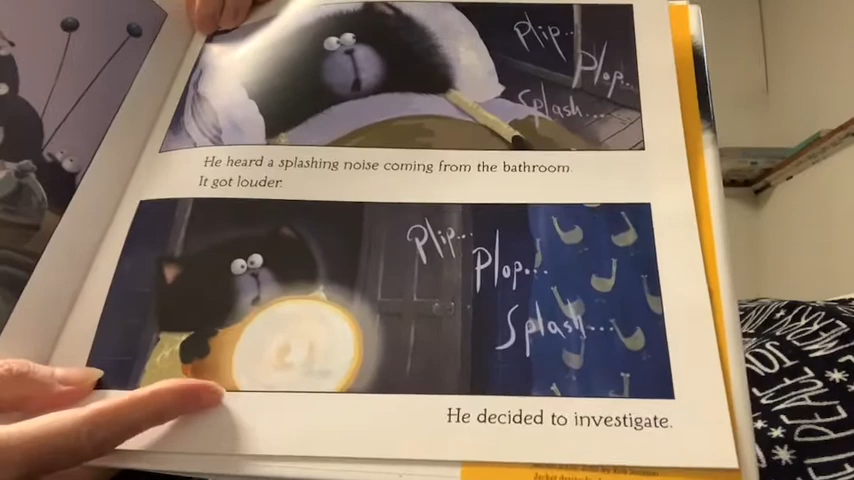 Plip...
Plop...
Splash...
He heard a splashing noise coming from the bathroom.
It got louder.
Plip...
Plop...
Splash...
He decided to investigate.